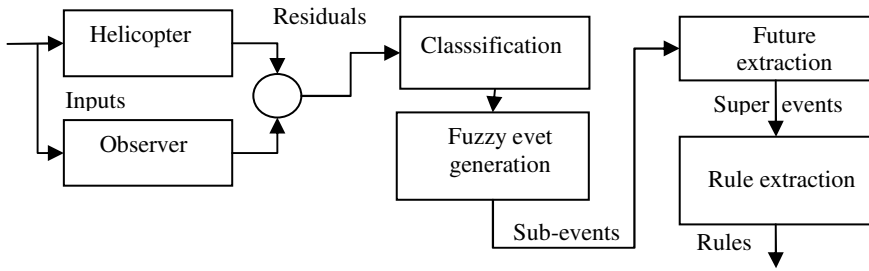 Residuals
Helicopter
Inputs
Observer
Classsification
Fuzzy evet
generation
Sub-events
Future
extraction
Super events
Rule extraction
Rules